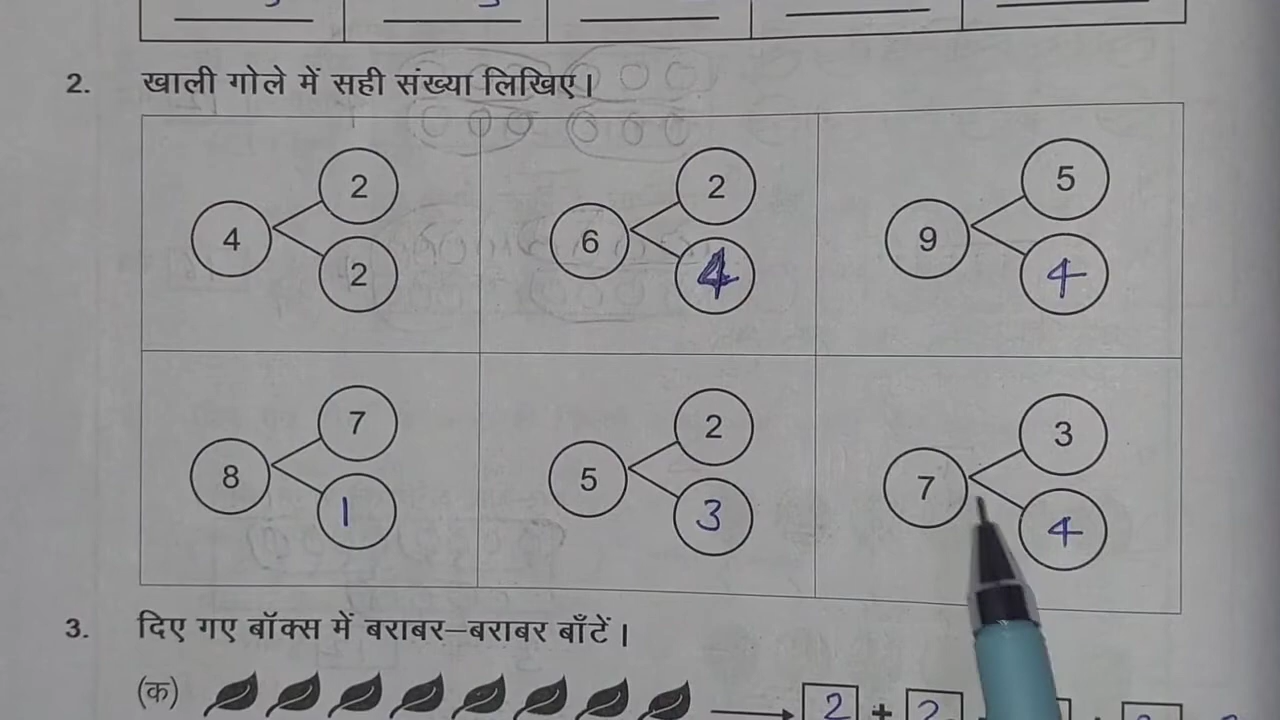 2. खाली गोले में सही संख्या लिखिए।
4 2 2
6 2 4
9 5 4
8 7 1
5 2 3
7 3 4
3. दिए गए बॉक्स में बराबर–बराबर बाँटें।
(क) 2 + 2